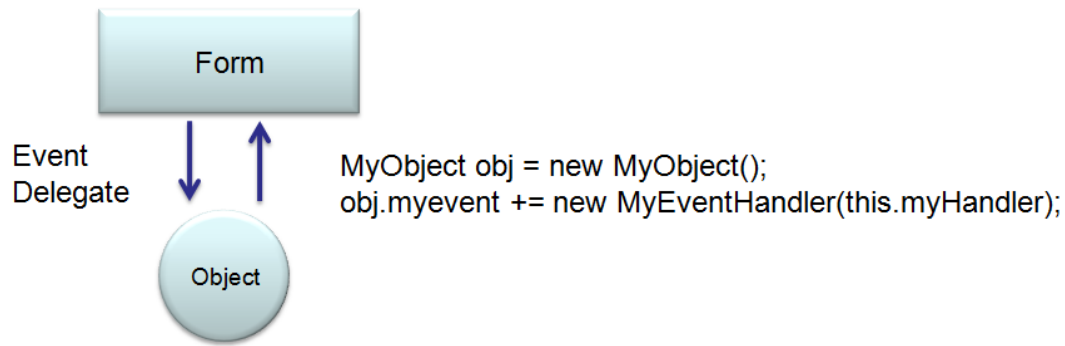 Form
Event
Delegate
MyObject obj = new MyObject();
obj.myevent += new MyEventHandler(this.myHandler);
Object